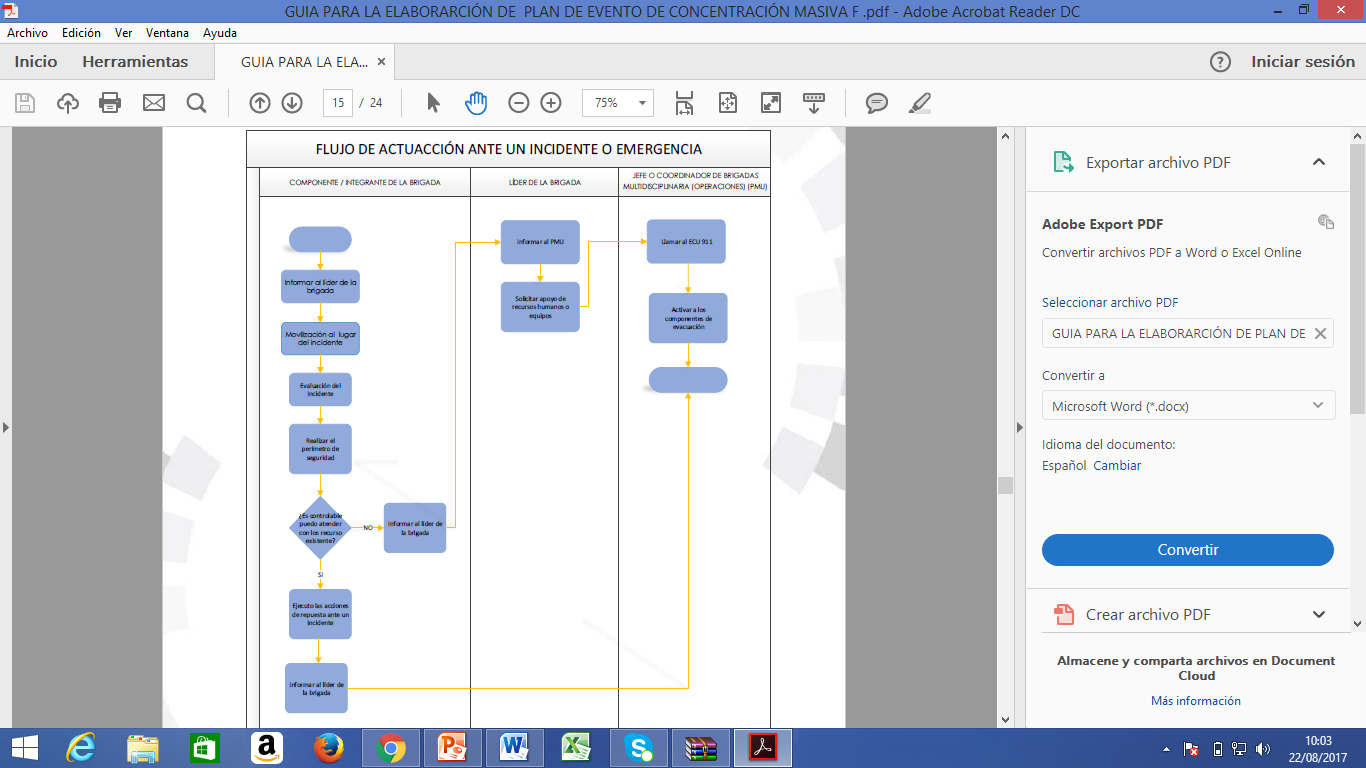 GUIA PARA LA ELABORARCIÓN DE PLAN DE EVENTO DE CONCENTRACIÓN MASIVA F .pdf - Adobe Acrobat Reader DC
Archivo Edición Ver Ventana Ayuda
Inicio Herramientas GUIA PARA LA ELA... × Iniciar sesión
15 / 24 75%
FLUJO DE ACTUACCIÓN ANTE UN INCIDENTE O EMERGENCIA
COMPONENTE / INTEGRANTE DE LA BRIGADA
LÍDER DE LA BRIGADA
JEFE O COORDINADOR DE BRIGADAS
MULTIDISCIPLINARIA (OPERACIONES) (PMU)
Informar al líder de la
brigada
Movilización al lugar
del incidente
Evaluación del
Incidente
Realizar el
perímetro de
seguridad
¿Es controlable
puedo atender
con los recurso
existente?
NO
Informar al líder de
la brigada
SI
Ejecuto las acciones
de repuesta ante un
incidente
Informar al líder de
la brigada
Informar al PMU
Solicitar apoyo de
recursos humanos o
equipos
Llamar al ECU 911
Activar a los
componentes de
evacuación
Exportar archivo PDF
Adobe Export PDF
Convertir archivos PDF a Word o Excel Online
Seleccionar archivo PDF
GUIA PARA LA ELABORARCIÓN DE PLAN DE
Convertir a
Microsoft Word (*.docx)
Idioma del documento:
Español Cambiar
Convertir
Crear archivo PDF
Almacene y comparta archivos en Document
Cloud
Más información
10:03
22/08/2017